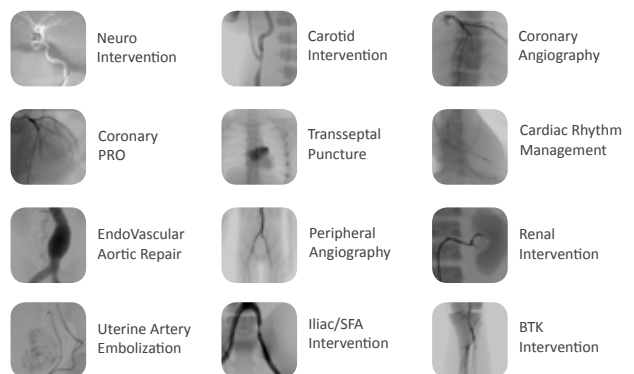 Neuro
Intervention
Carotid
Intervention
Coronary
Angiography
Coronary
PRO
Transseptal
Puncture
Cardiac Rhythm
Management
EndoVascular
Aortic Repair
Peripheral
Angiography
Renal
Intervention
Uterine Artery
Embolization
Iliac/SFA
Intervention
BTK
Intervention